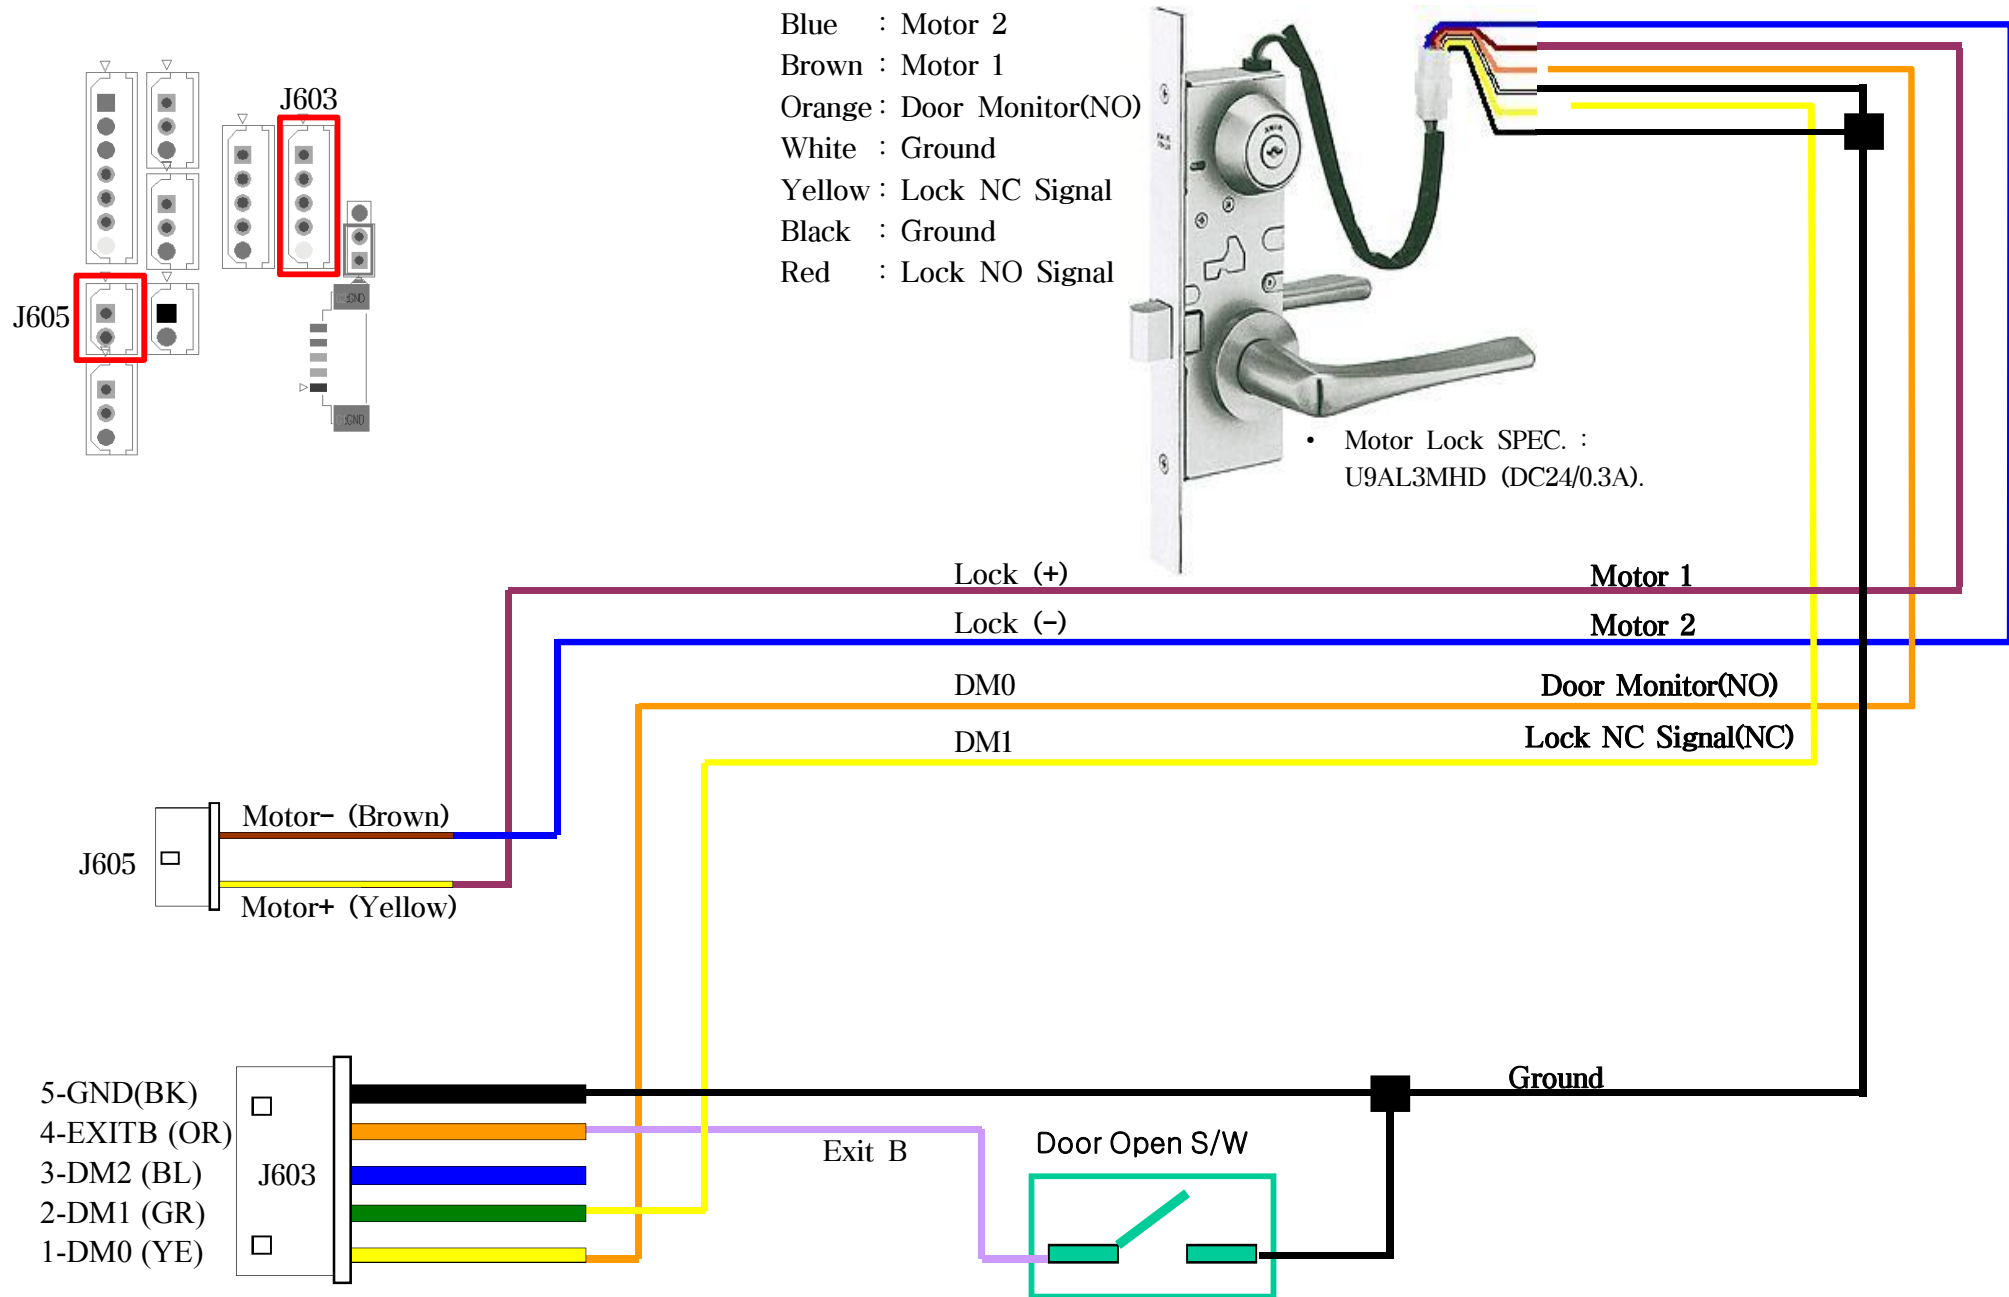 Blue : Motor 2
Brown : Motor 1
Orange : Door Monitor(NO)
White : Ground
Yellow : Lock NC Signal
Black : Ground
Red : Lock NO Signal
J603
J605
GND
GND
• Motor Lock SPEC. :
U9AL3MHD (DC24/0.3A).
Lock (+) Motor 1
Lock (-) Motor 2
DM0 Door Monitor(NO)
DM1 Lock NC Signal(NC)
Motor- (Brown)
J605
Motor+ (Yellow)
Ground
5-GND(BK)
4-EXITB (OR)
3-DM2 (BL)
2-DM1 (GR)
1-DM0 (YE)
J603
Exit B
Door Open S/W